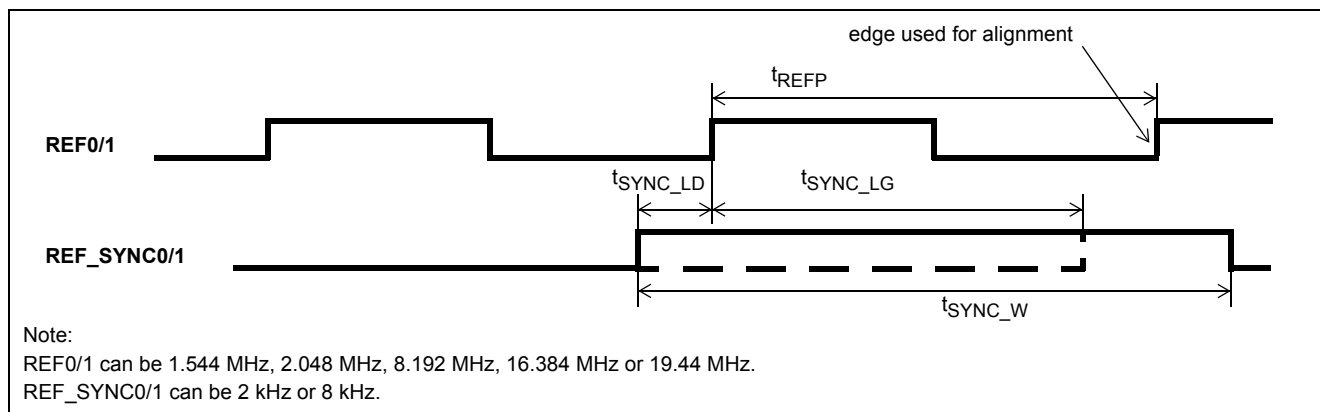 edge used for alignment
tREFP
REF0/1
tSYNC_LD
tSYNC_LG
REF_SYNC0/1
tSYNC_W
Note:
REF0/1 can be 1.544 MHz, 2.048 MHz, 8.192 MHz, 16.384 MHz or 19.44 MHz.
REF_SYNC0/1 can be 2 kHz or 8 kHz.